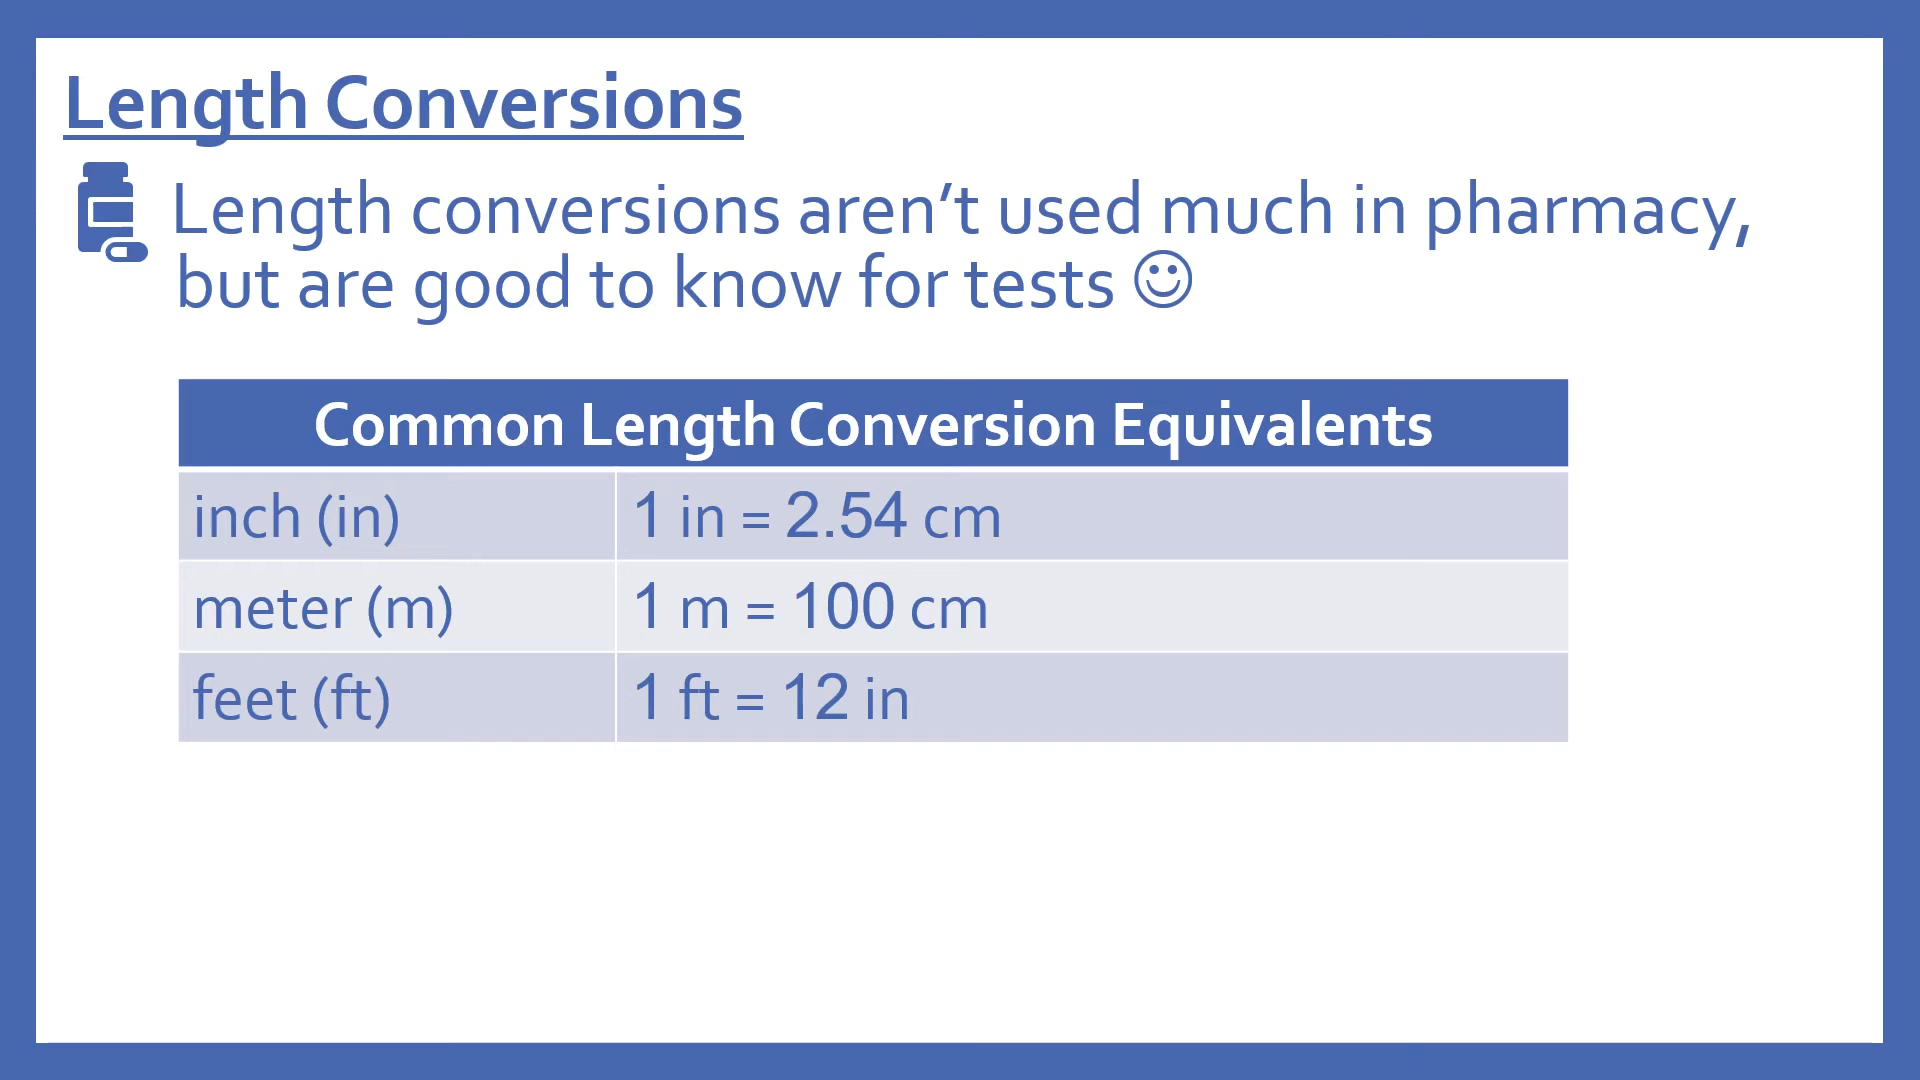 Length Conversions
Length conversions aren’t used much in pharmacy,
but are good to know for tests ☺
Common Length Conversion Equivalents
inch (in) 1 in = 2.54 cm
meter (m) 1 m = 100 cm
feet (ft) 1 ft = 12 in